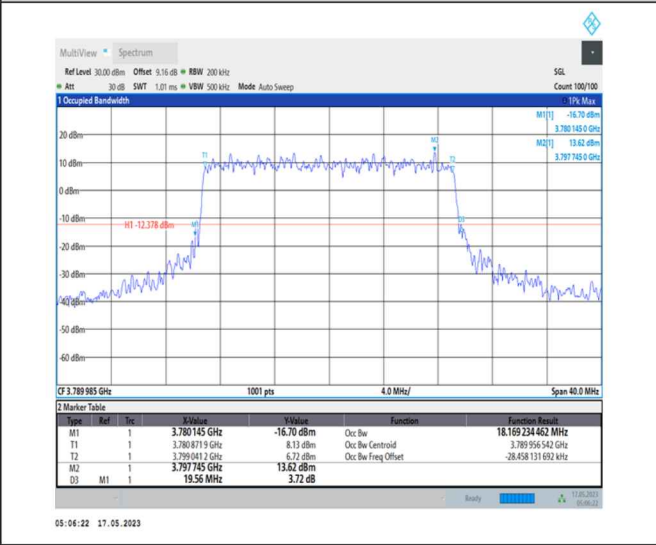 MultiView Spectrum
Ref Level 30.00 dBm Offset 9.16 dB RBW 200 kHz SGL
Att 30 dB SWT 1.01 ms VBW 500 kHz Mode Auto Sweep Count 100/100
1 Occupied Bandwidth 1Pk Max
M1[1] -16.70 dBm
3.780 145 0 GHz
M2[1] 13.62 dBm
3.797 745 0 GHz
20 dBm
M2
T1 T2
10 dBm
0 dBm
-10 dBm
H1 -12.378 dBm M1 D3
-20 dBm
-30 dBm
-40 dBm
-50 dBm
-60 dBm
CF 3.789 985 GHz 1001 pts 4.0 MHz/ Span 40.0 MHz
2 Marker Table
Type Ref Trc X-Value Y-Value Function Function Result
M1 1 3.780145 GHz -16.70 dBm Occ Bw 18.169 234 462 MHz
T1 1 3.780 871 9 GHz 8.13 dBm Occ Bw Centroid 3.789 956 542 GHz
T2 1 3.799 041 2 GHz 6.72 dBm Occ Bw Freq Offset -28.458 131 692 kHz
M2 1 3.797745 GHz 13.62 dBm
D3 M1 1 19.56 MHz 3.72 dB
Ready 17.05.2023
05:06:22
05:06:22 17.05.2023